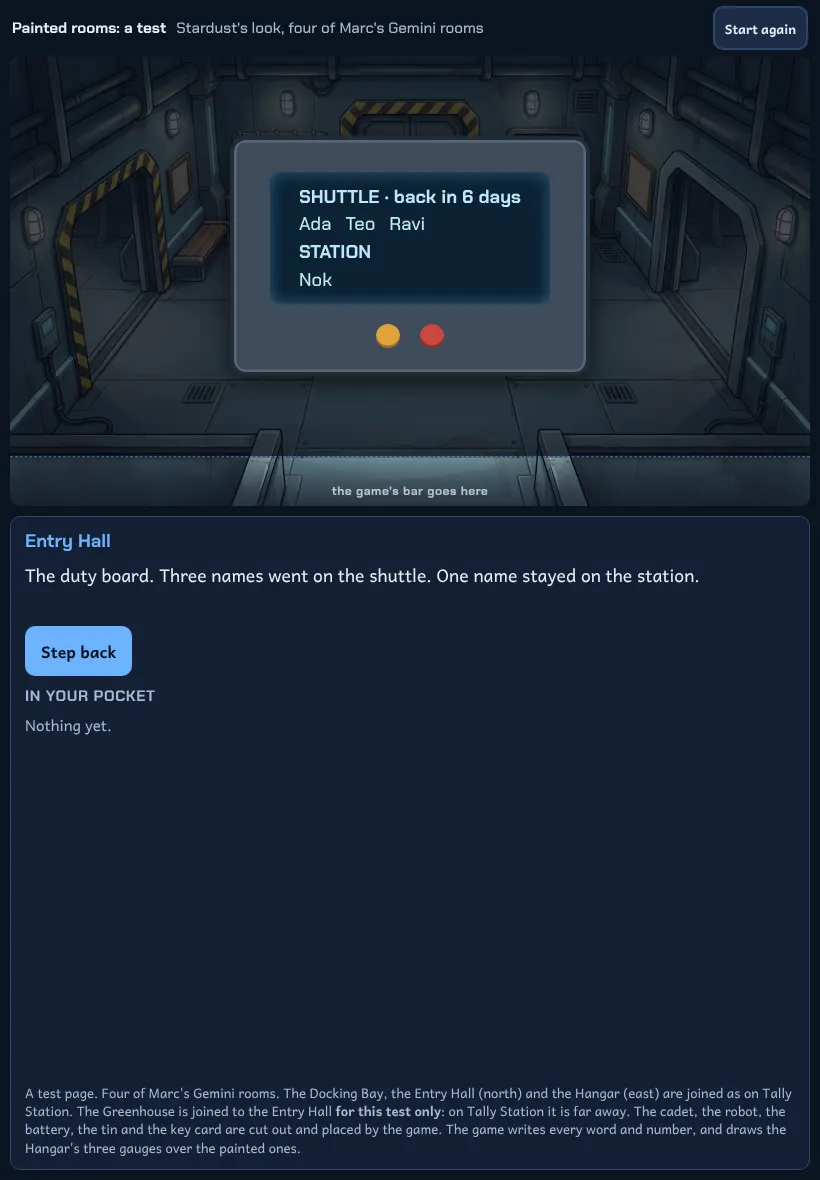 Painted rooms: a test Stardust's look, four of Marc's Gemini rooms
Start again
SHUTTLE · back in 6 days
Ada Teo Ravi
STATION
Nok
the game's bar goes here
Entry Hall
The duty board. Three names went on the shuttle. One name stayed on the station.
Step back
IN YOUR POCKET
Nothing yet.
A test page. Four of Marc's Gemini rooms. The Docking Bay, the Entry Hall (north) and the Hangar (east) are joined as on Tally
Station. The Greenhouse is joined to the Entry Hall for this test only: on Tally Station it is far away. The cadet, the robot, the
battery, the tin and the key card are cut out and placed by the game. The game writes every word and number, and draws the
Hangar's three gauges over the painted ones.